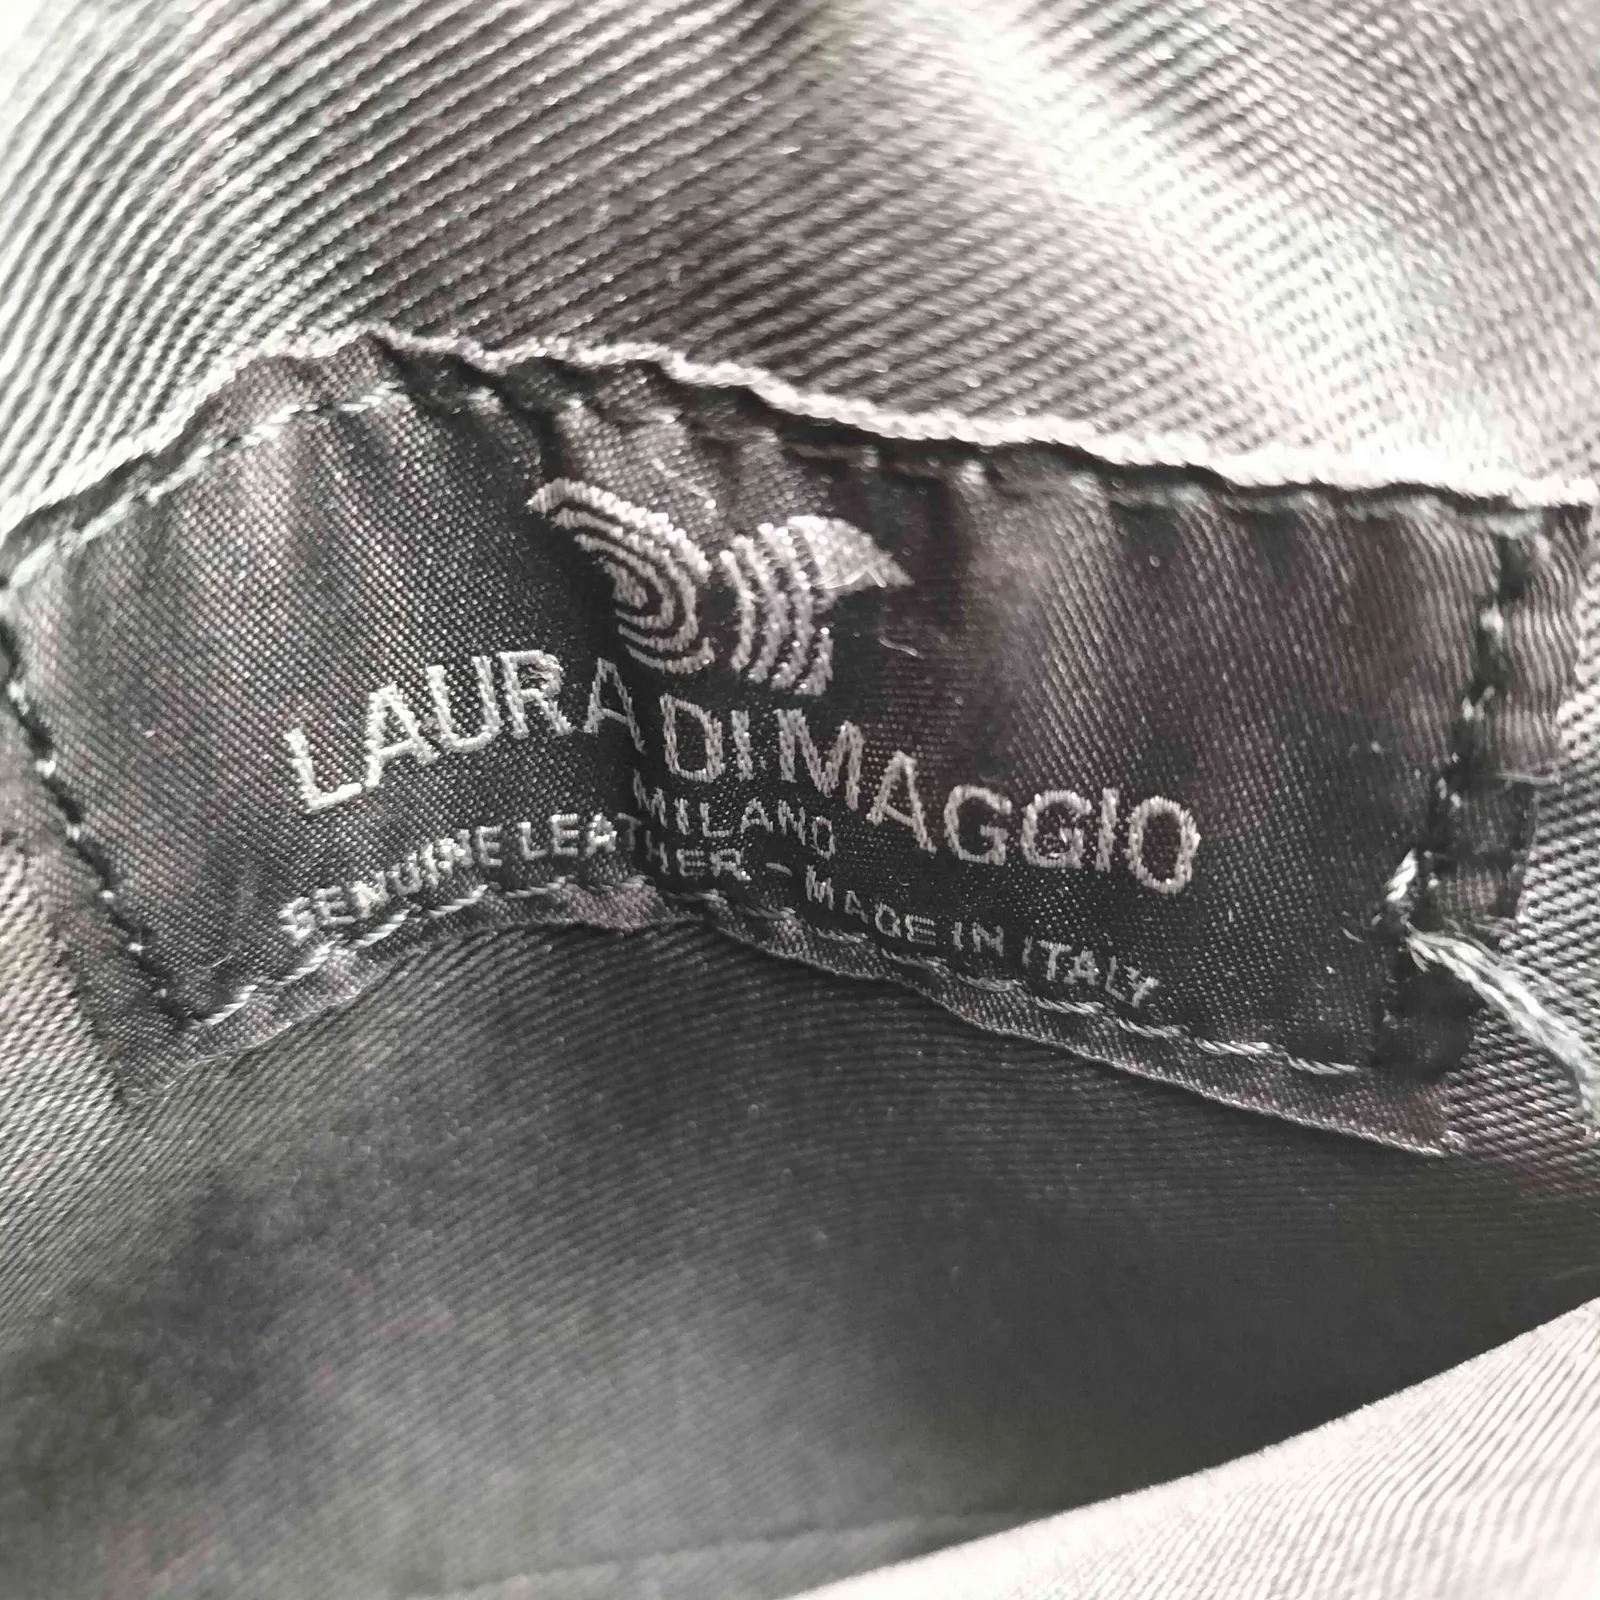 LAURA DI MAGGIO
MILANO
GENUINE LEATHER - MADE IN ITALY